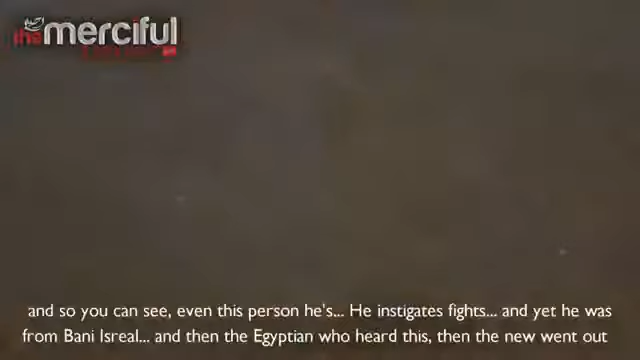 the merciful
and so you can see, even this person he's... He instigates fights... and yet he was
from Bani Isreal... and then the Egyptian who heard this, then the new went out